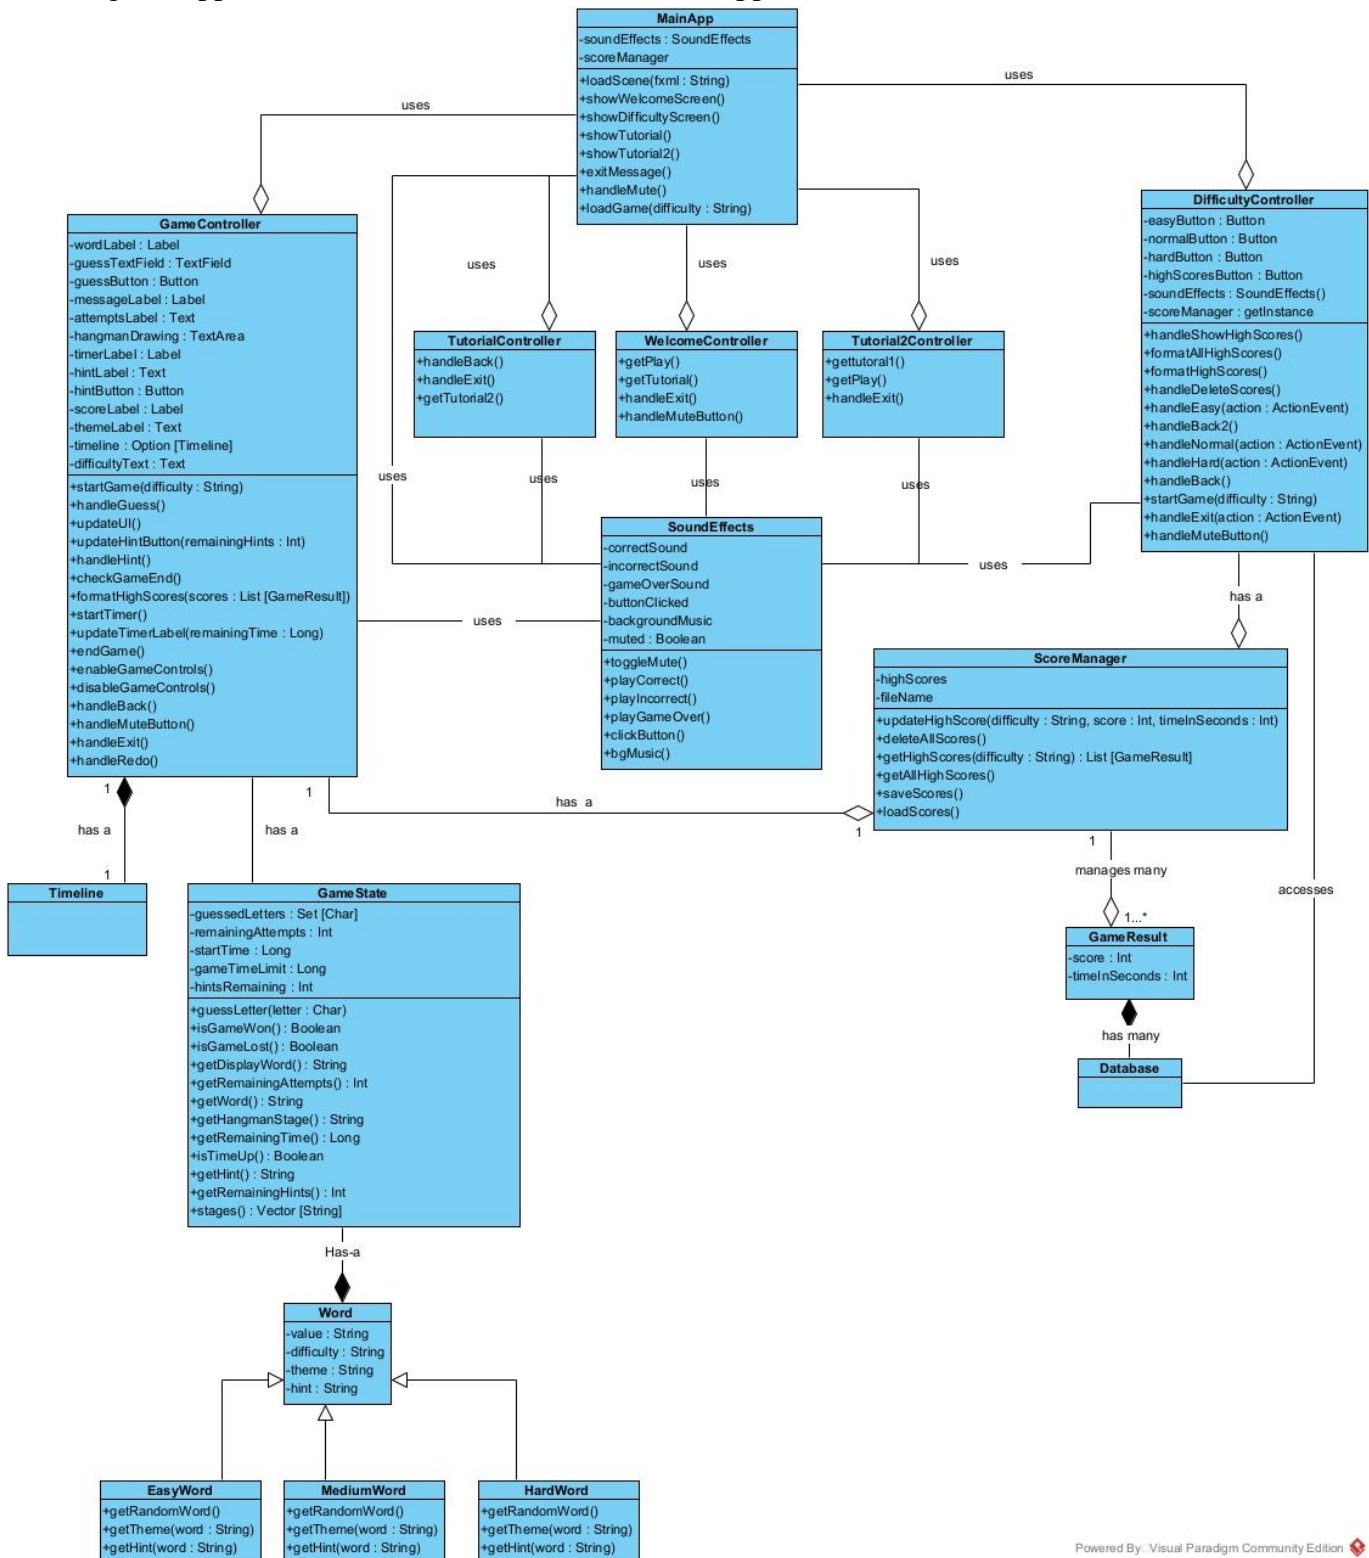 MainApp
-soundEffects : SoundEffects
-scoreManager
+loadScene(fxml : String)
+showWelcomeScreen()
+showDifficultyScreen()
+showTutorial()
+showTutorial2()
+exitMessage()
+handleMute()
+loadGame(difficulty : String)
uses
uses
uses
uses
uses
GameController
-wordLabel : Label
-guessTextField : TextField
-guessButton : Button
-messageLabel : Label
-attemptsLabel : Text
-hangmanDrawing : TextArea
-timerLabel : Label
-hintLabel : Text
-hintButton : Button
-scoreLabel : Label
-themeLabel : Text
-timeline : Option [Timeline]
-difficultyText : Text
+startGame(difficulty : String)
+handleGuess()
+updateUI()
+updateHintButton(remainingHints : Int)
+handleHint()
+checkGameEnd()
+formatHighScores(scores : List [GameResult])
+startTimer()
+updateTimerLabel(remainingTime : Long)
+endGame()
+enableGameControls()
+disableGameControls()
+handleBack()
+handleMuteButton()
+handleExit()
+handleRedo()
TutorialController
+handleBack()
+handleExit()
+getTutorial2()
WelcomeController
+getPlay()
+getTutorial()
+handleExit()
+handleMuteButton()
Tutorial2Controller
+gettutoral1()
+getPlay()
+handleExit()
DifficultyController
-easyButton : Button
-normalButton : Button
-hardButton : Button
-highScoresButton : Button
-soundEffects : SoundEffects()
-scoreManager : getInstance
+handleShowHighScores()
+formatAllHighScores()
+formatHighScores()
+handleDeleteScores()
+handleEasy(action : ActionEvent)
+handleBack2()
+handleNormal(action : ActionEvent)
+handleHard(action : ActionEvent)
+handleBack()
+startGame(difficulty : String)
+handleExit(action : ActionEvent)
+handleMuteButton()
uses
uses
uses
uses
uses
uses
SoundEffects
-correctSound
-incorrectSound
-gameOverSound
-buttonClicked
-backgroundMusic
-muted : Boolean
+toggleMute()
+playCorrect()
+playIncorrect()
+playGameOver()
+clickButton()
+bgMusic()
has a
ScoreManager
-highScores
-fileName
+updateHighScore(difficulty : String, score : Int, timeInSeconds : Int)
+deleteAllScores()
+getHighScores(difficulty : String) : List [GameResult]
+getAllHighScores()
+saveScores()
+loadScores()
1
1
has a
1
1
has a
has a
1
manages many
1...*
accesses
Timeline
GameState
-guessedLetters : Set [Char]
-remainingAttempts : Int
-startTime : Long
-gameTimeLimit : Long
-hintsRemaining : Int
+guessLetter(letter : Char)
+isGameWon() : Boolean
+isGameLost() : Boolean
+getDisplayWord() : String
+getRemainingAttempts() : Int
+getWord() : String
+getHangmanStage() : String
+getRemainingTime() : Long
+isTimeUp() : Boolean
+getHint() : String
+getRemainingHints() : Int
+stages() : Vector [String]
GameResult
-score : Int
-timeInSeconds : Int
has many
Database
Has-a
Word
-value : String
-difficulty : String
-theme : String
-hint : String
EasyWord
+getRandomWord()
+getTheme(word : String)
+getHint(word : String)
MediumWord
+getRandomWord()
+getTheme(word : String)
+getHint(word : String)
HardWord
+getRandomWord()
+getTheme(word : String)
+getHint(word : String)
Powered By Visual Paradigm Community Edition